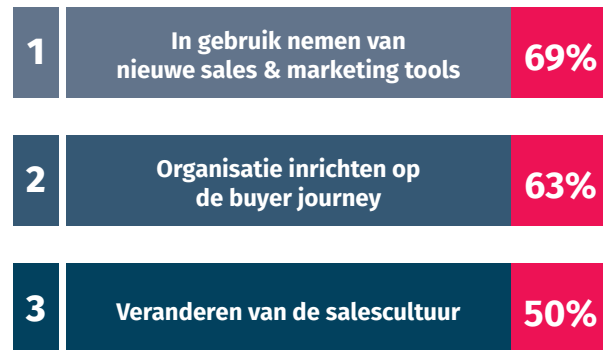 1
In gebruik nemen van
nieuwe sales & marketing tools
69%
2
Organisatie inrichten op
de buyer journey
63%
3
Veranderen van de salescultuur
50%